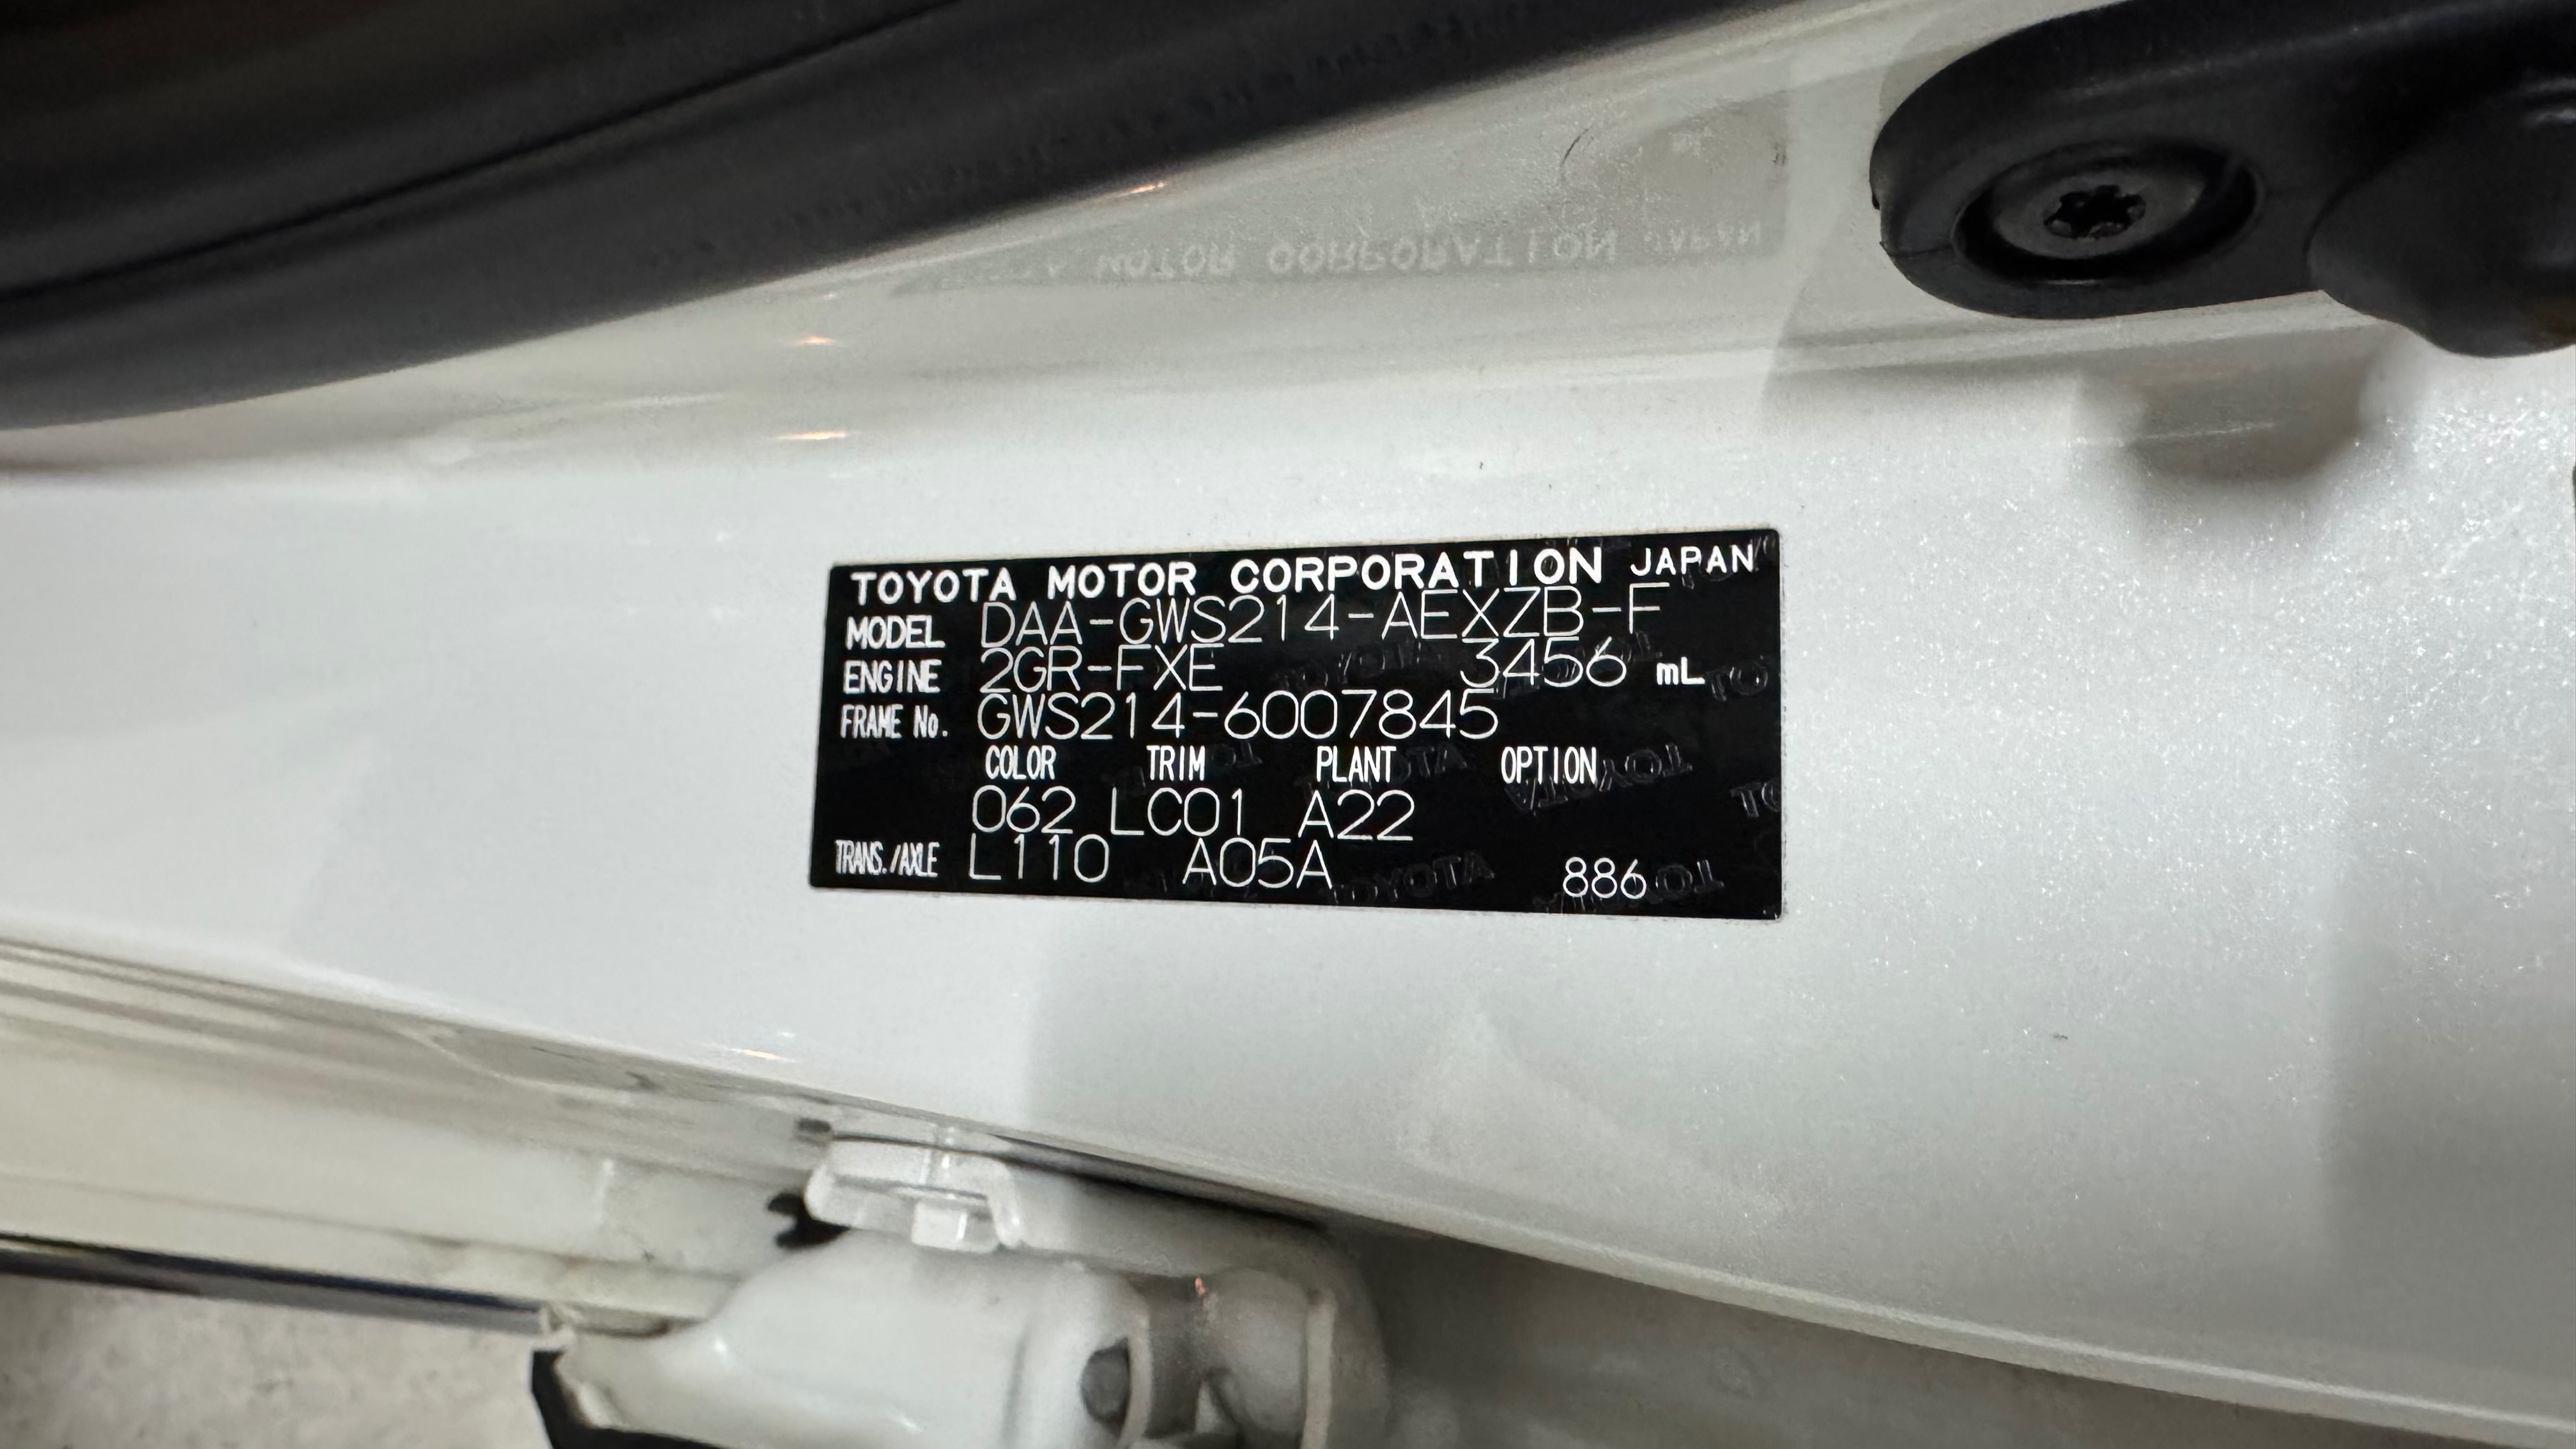 TOYOTA MOTOR CORPORATION JAPAN
MODEL DAA-GWS214-AEXZB-F
ENGINE 2GR-FXE 3456 mL
FRAME No. GWS214-6007845
COLOR TRIM PLANT OPTION
062 LC01 A22
TRANS./AXLE L110 A05A 886